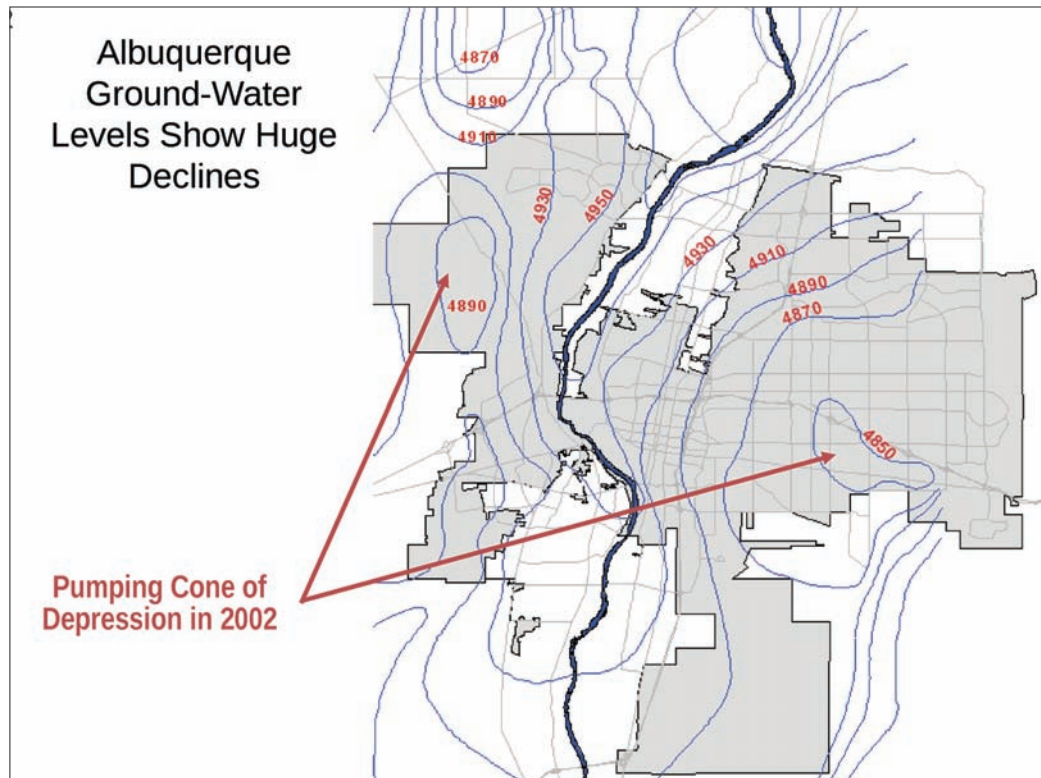 Albuquerque
Ground-Water
Levels Show Huge
Declines
4870
4890
4910
4930
4950
4930
4910
4890
4870
4890
4850
Pumping Cone of
Depression in 2002